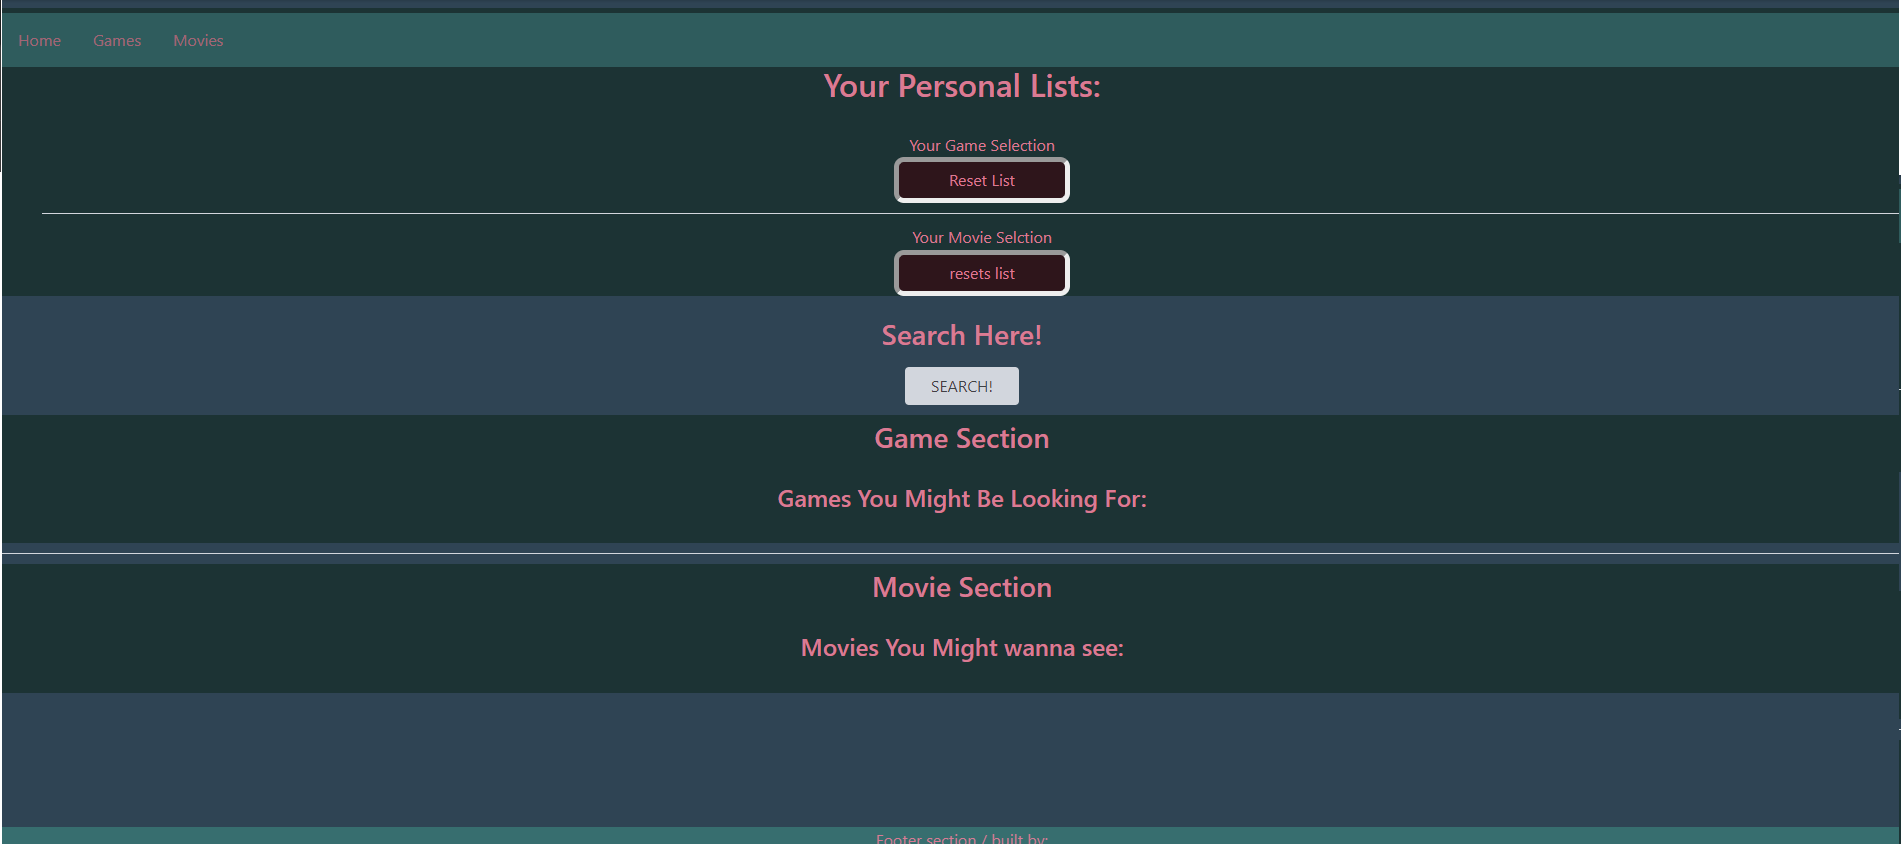 Home Games Movies
Your Personal Lists:
Your Game Selection
Reset List
Your Movie Selction
resets list
Search Here!
SEARCH!
Game Section
Games You Might Be Looking For:
Movie Section
Movies You Might wanna see:
Footer section / built by: